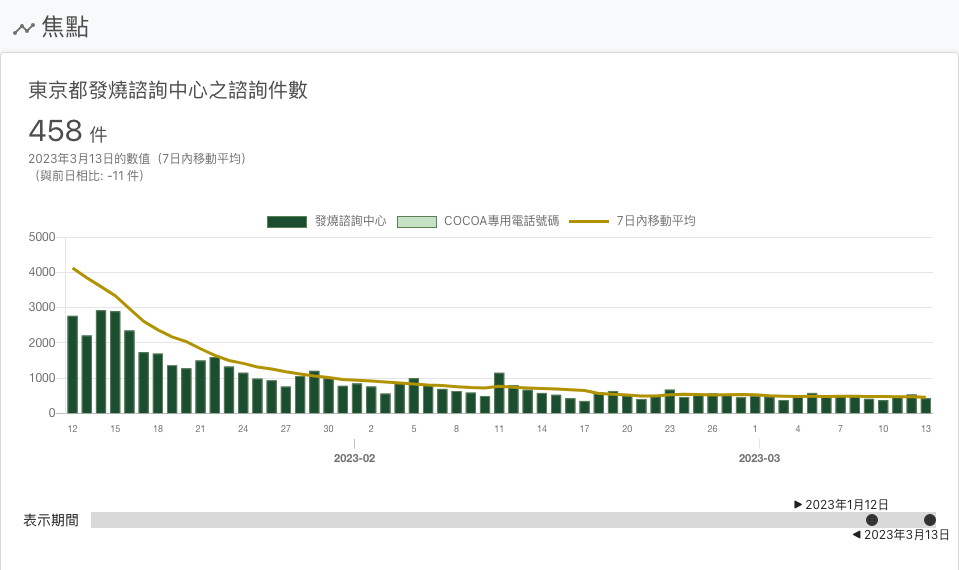 焦點
東京都發燒諮詢中心之諮詢件數
458 件
2023年3月13日的數值（7日內移動平均）
（與前日相比: -11 件）
發燒諮詢中心 COCOA專用電話號碼 7日內移動平均
5000
4000
3000
2000
1000
0
12 15 18 21 24 27 30 2 5 8 11 14 17 20 23 26 1 4 7 10 13
2023-02 2023-03
2023年1月12日
表示期間
2023年3月13日